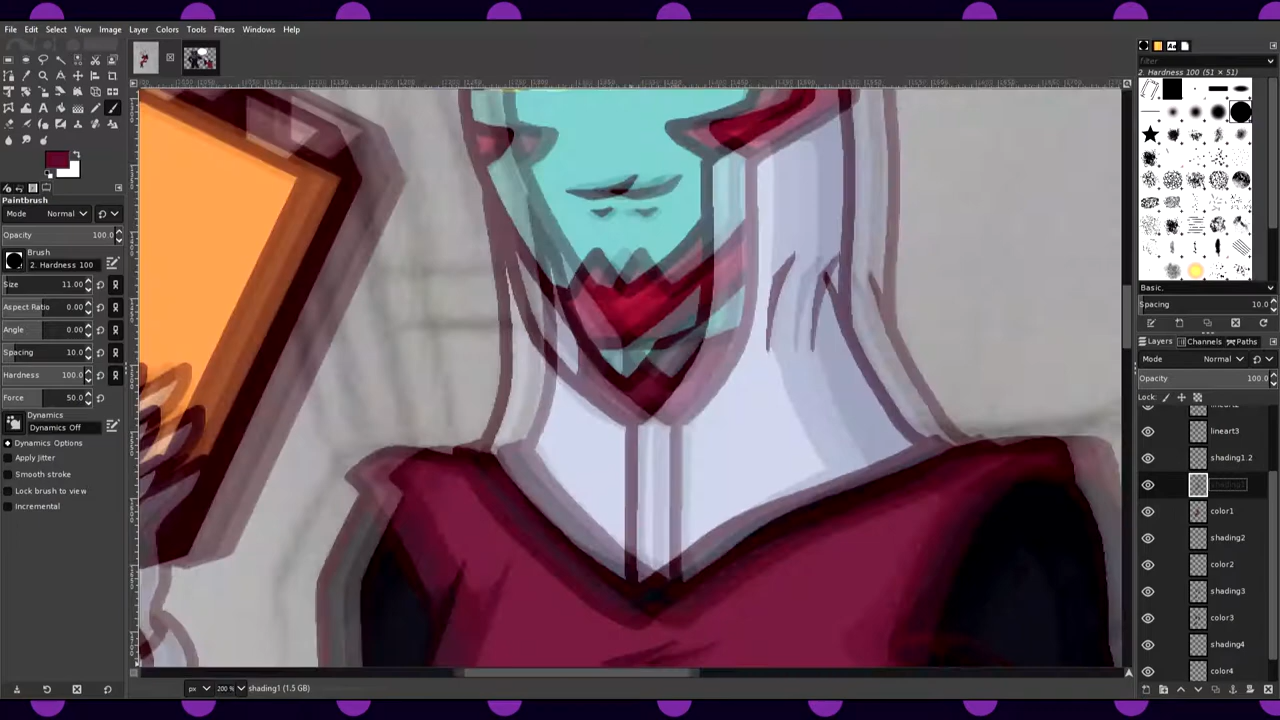 File Edit Select View Image Layer Colors Tools Filters Windows Help
filter
2. Hardness 100 (51 × 51)
Paintbrush
Mode Normal
Opacity 100.0
Brush
2. Hardness 100
Size 11.00
Aspect Ratio 0.00
Angle 0.00
Spacing 10.0
Hardness 100.0
Force 50.0
Dynamics
Dynamics Off
Dynamics Options
Apply Jitter
Smooth stroke
Lock brush to view
Incremental
Basic,
Spacing 10.0
Layers Channels Paths
Mode Normal
Opacity 100.0
Lock:
lineart3
shading1.2
shading1
color1
shading2
color2
shading3
color3
shading4
color4
px 200 % shading1 (1.5 GB)